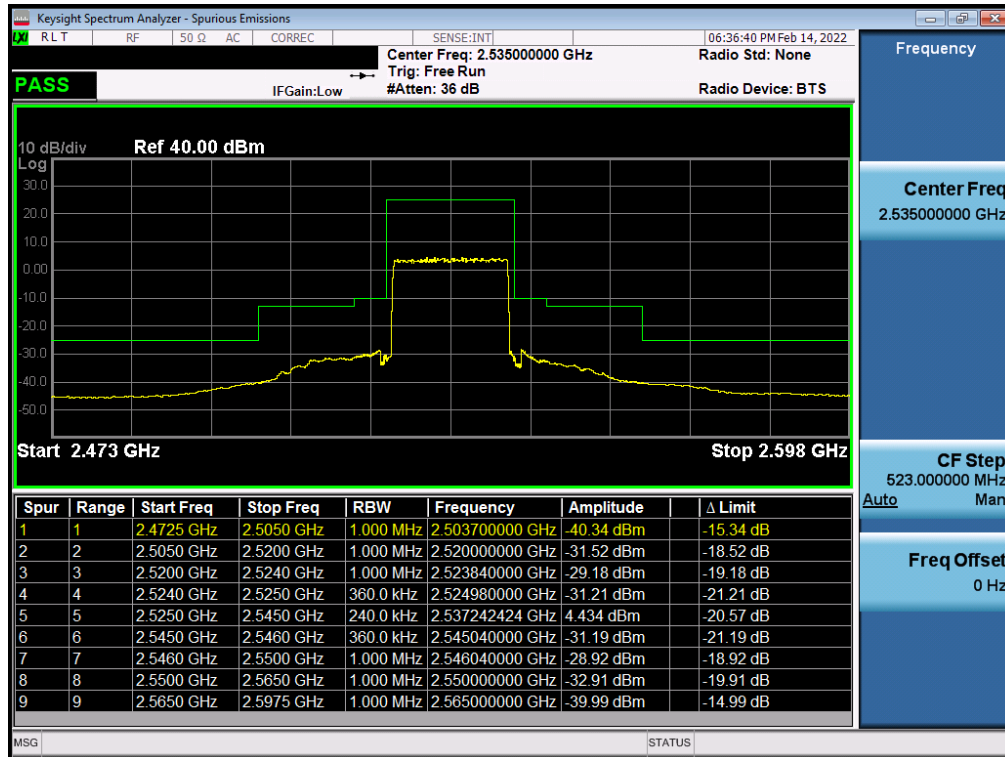 Keysight Spectrum Analyzer - Spurious Emissions
LXI RLT RF 50 Ω AC CORREC SENSE:INT 06:36:40 PM Feb 14, 2022
Center Freq: 2.535000000 GHz Radio Std: None
Trig: Free Run
PASS IFGain:Low #Atten: 36 dB Radio Device: BTS
Frequency
10 dB/div Ref 40.00 dBm
Log
30.0
20.0
10.0
0.00
-10.0
-20.0
-30.0
-40.0
-50.0
Start 2.473 GHz Stop 2.598 GHz
Center Freq
2.535000000 GHz
CF Step
523.000000 MHz
Auto Man
Freq Offset
0 Hz
Spur Range Start Freq Stop Freq RBW Frequency Amplitude Δ Limit
1 1 2.4725 GHz 2.5050 GHz 1.000 MHz 2.503700000 GHz -40.34 dBm -15.34 dB
2 2 2.5050 GHz 2.5200 GHz 1.000 MHz 2.520000000 GHz -31.52 dBm -18.52 dB
3 3 2.5200 GHz 2.5240 GHz 1.000 MHz 2.523840000 GHz -29.18 dBm -19.18 dB
4 4 2.5240 GHz 2.5250 GHz 360.0 kHz 2.524980000 GHz -31.21 dBm -21.21 dB
5 5 2.5250 GHz 2.5450 GHz 240.0 kHz 2.537242424 GHz 4.434 dBm -20.57 dB
6 6 2.5450 GHz 2.5460 GHz 360.0 kHz 2.545040000 GHz -31.19 dBm -21.19 dB
7 7 2.5460 GHz 2.5500 GHz 1.000 MHz 2.546040000 GHz -28.92 dBm -18.92 dB
8 8 2.5500 GHz 2.5650 GHz 1.000 MHz 2.550000000 GHz -32.91 dBm -19.91 dB
9 9 2.5650 GHz 2.5975 GHz 1.000 MHz 2.565000000 GHz -39.99 dBm -14.99 dB
MSG STATUS